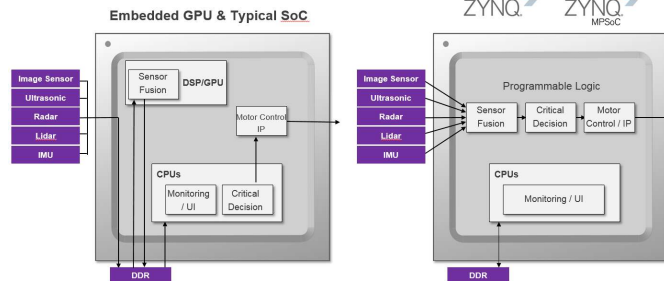 Embedded GPU & Typical SoC
Image Sensor
Ultrasonic
Radar
Lidar
IMU
Sensor
Fusion
DSP/GPU
Motor Control
IP
CPUs
Monitoring
/ UI
Critical
Decision
DDR
ZYNQ
ZYNQ
MPSoC
Image Sensor
Ultrasonic
Radar
Lidar
IMU
Programmable Logic
Sensor
Fusion
Critical
Decision
Motor
Control / IP
CPUs
Monitoring / UI
DDR